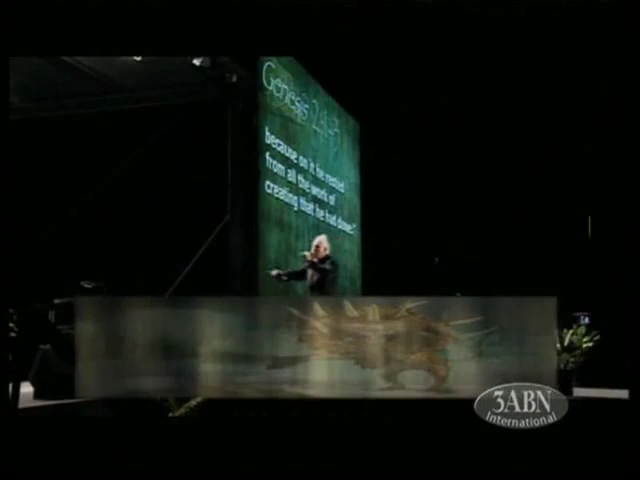 Genesis 2:1-3
because on it he rested
from all the work of
creating that he had done."
3ABN
International